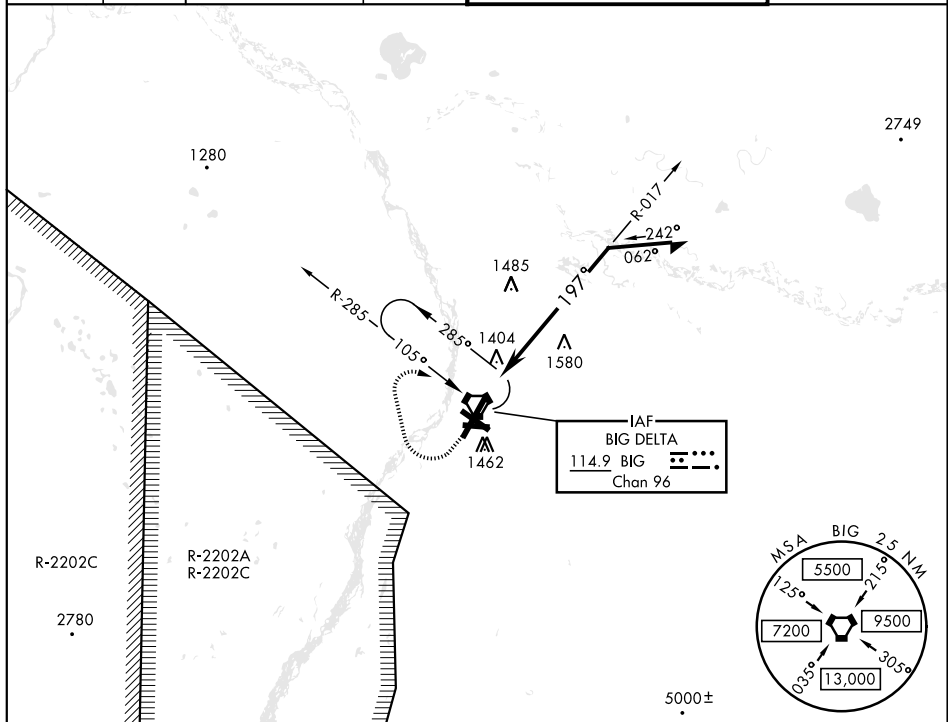 2749
1280
R-017
242°
062°
1485
197°
R-285
285°
1404
105°
1580
IAF
BIG DELTA
114.9 BIG
Chan 96
1462
R-2202C
R-2202A
R-2202C
2780
MSA BIG 25 NM
5500
125°
215°
7200
9500
035°
305°
13,000
5000±